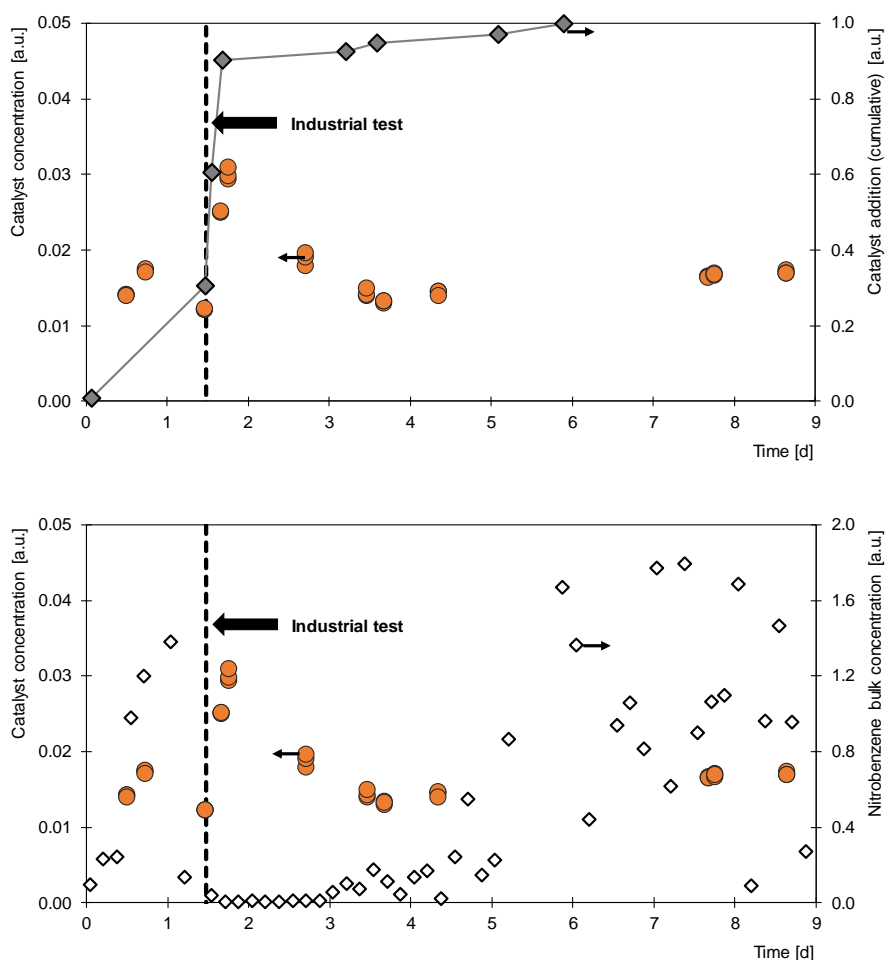 Catalyst concentration [a.u.]
0.05
0.04
0.03
0.02
0.01
0.00
Industrial test
1.0
0.8
0.6
0.4
0.2
0.0
Catalyst addition (cumulative) [a.u.]
0 1 2 3 4 5 6 7 8 9
Time [d]
Catalyst concentration [a.u.]
0.05
0.04
0.03
0.02
0.01
0.00
Industrial test
2.0
1.6
1.2
0.8
0.4
0.0
Nitrobenzene bulk concentration [a.u.]
0 1 2 3 4 5 6 7 8 9
Time [d]